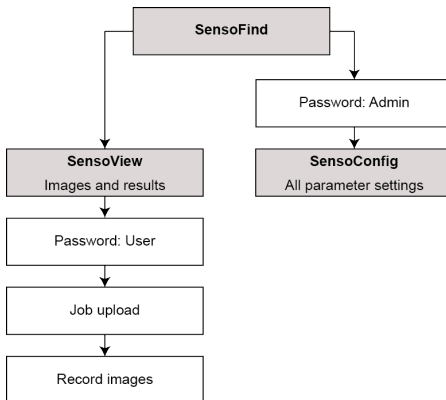 SensoFind
Password: Admin
SensoView
Images and results
SensoConfig
All parameter settings
Password: User
Job upload
Record images